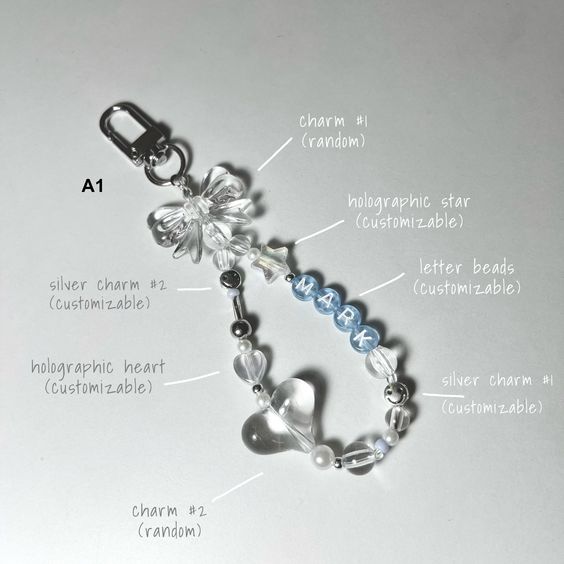 charm #1
(random)
A1
holographic star
(customizable)
letter beads
(customizable)
silver charm #2
(customizable)
MARK
holographic heart
(customizable)
silver charm #1
(customizable)
charm #2
(random)